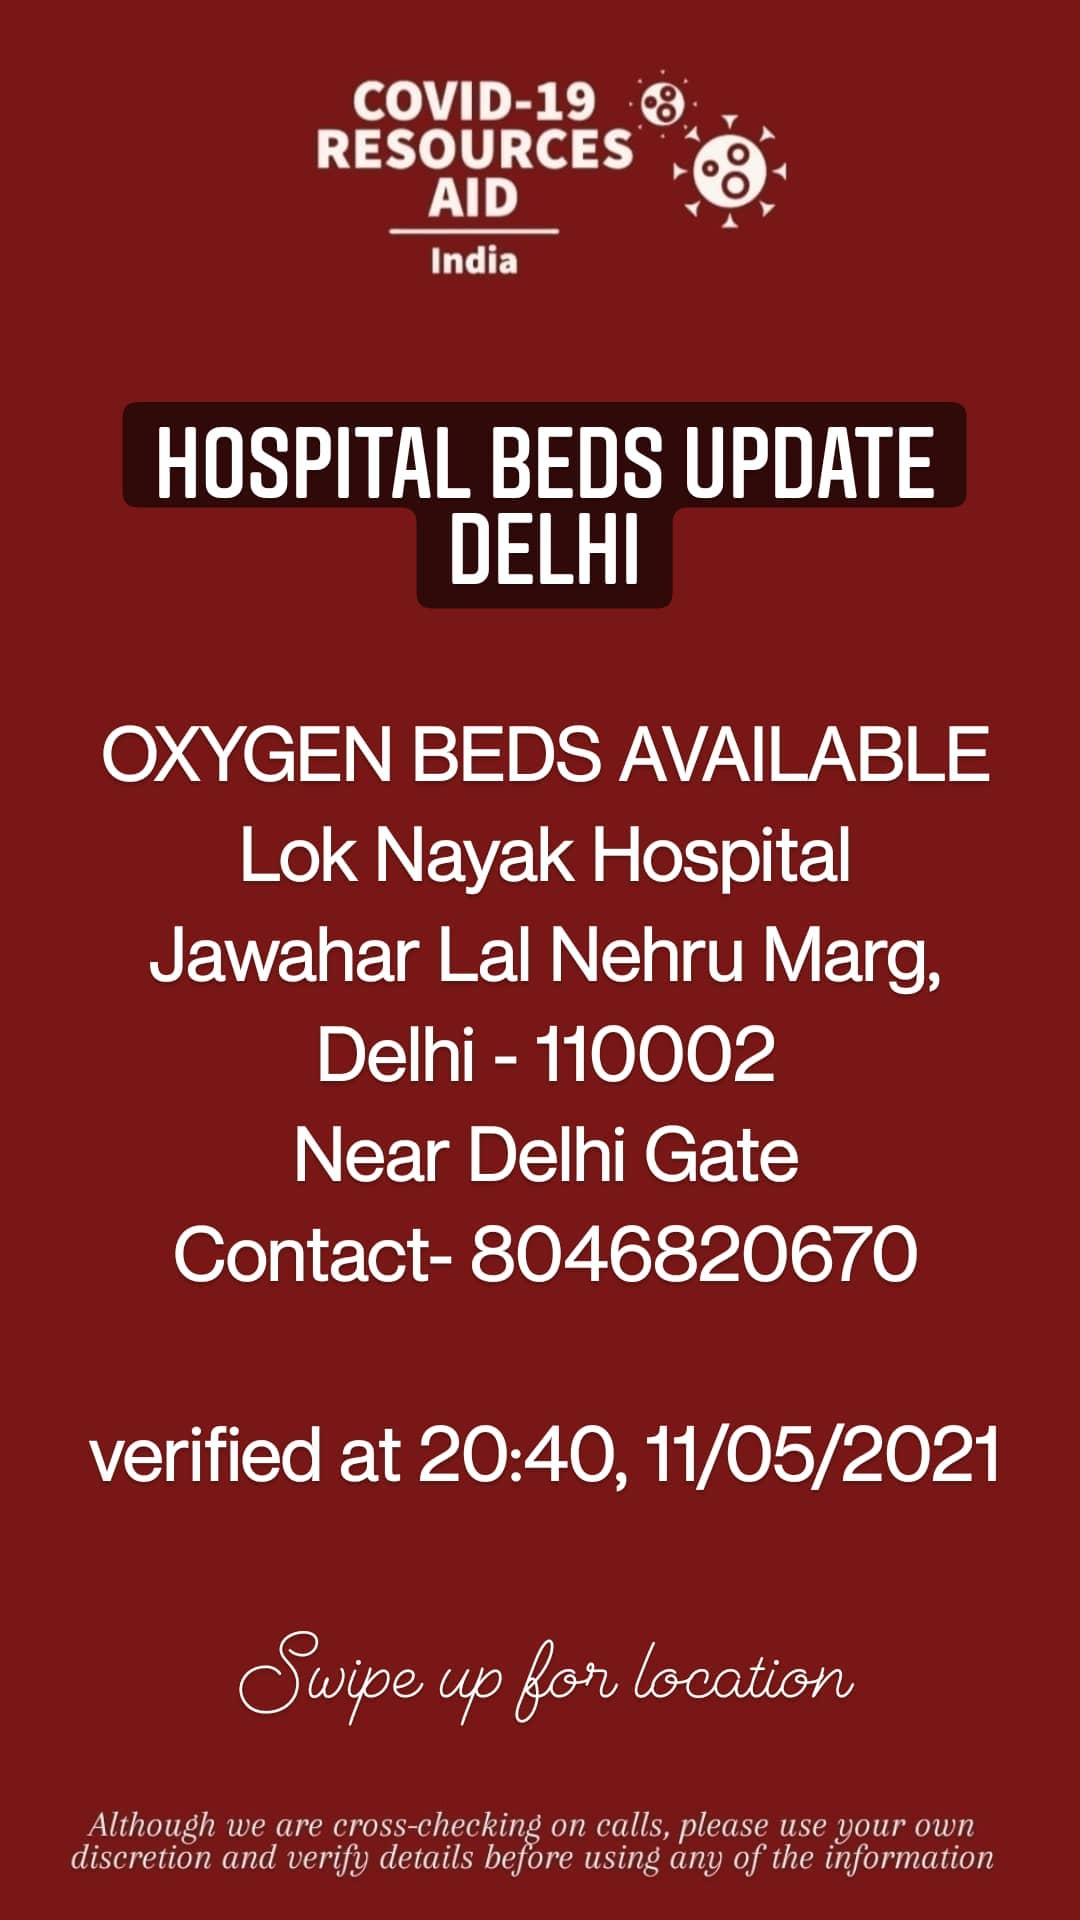 COVID-19
RESOURCES
AID
India
HOSPITAL BEDS UPDATE
DELHI
OXYGEN BEDS AVAILABLE
Lok Nayak Hospital
Jawahar Lal Nehru Marg,
Delhi - 110002
Near Delhi Gate
Contact- 8046820670
verified at 20:40, 11/05/2021
Swipe up for location
Although we are cross-checking on calls, please use your own
discretion and verify details before using any of the information